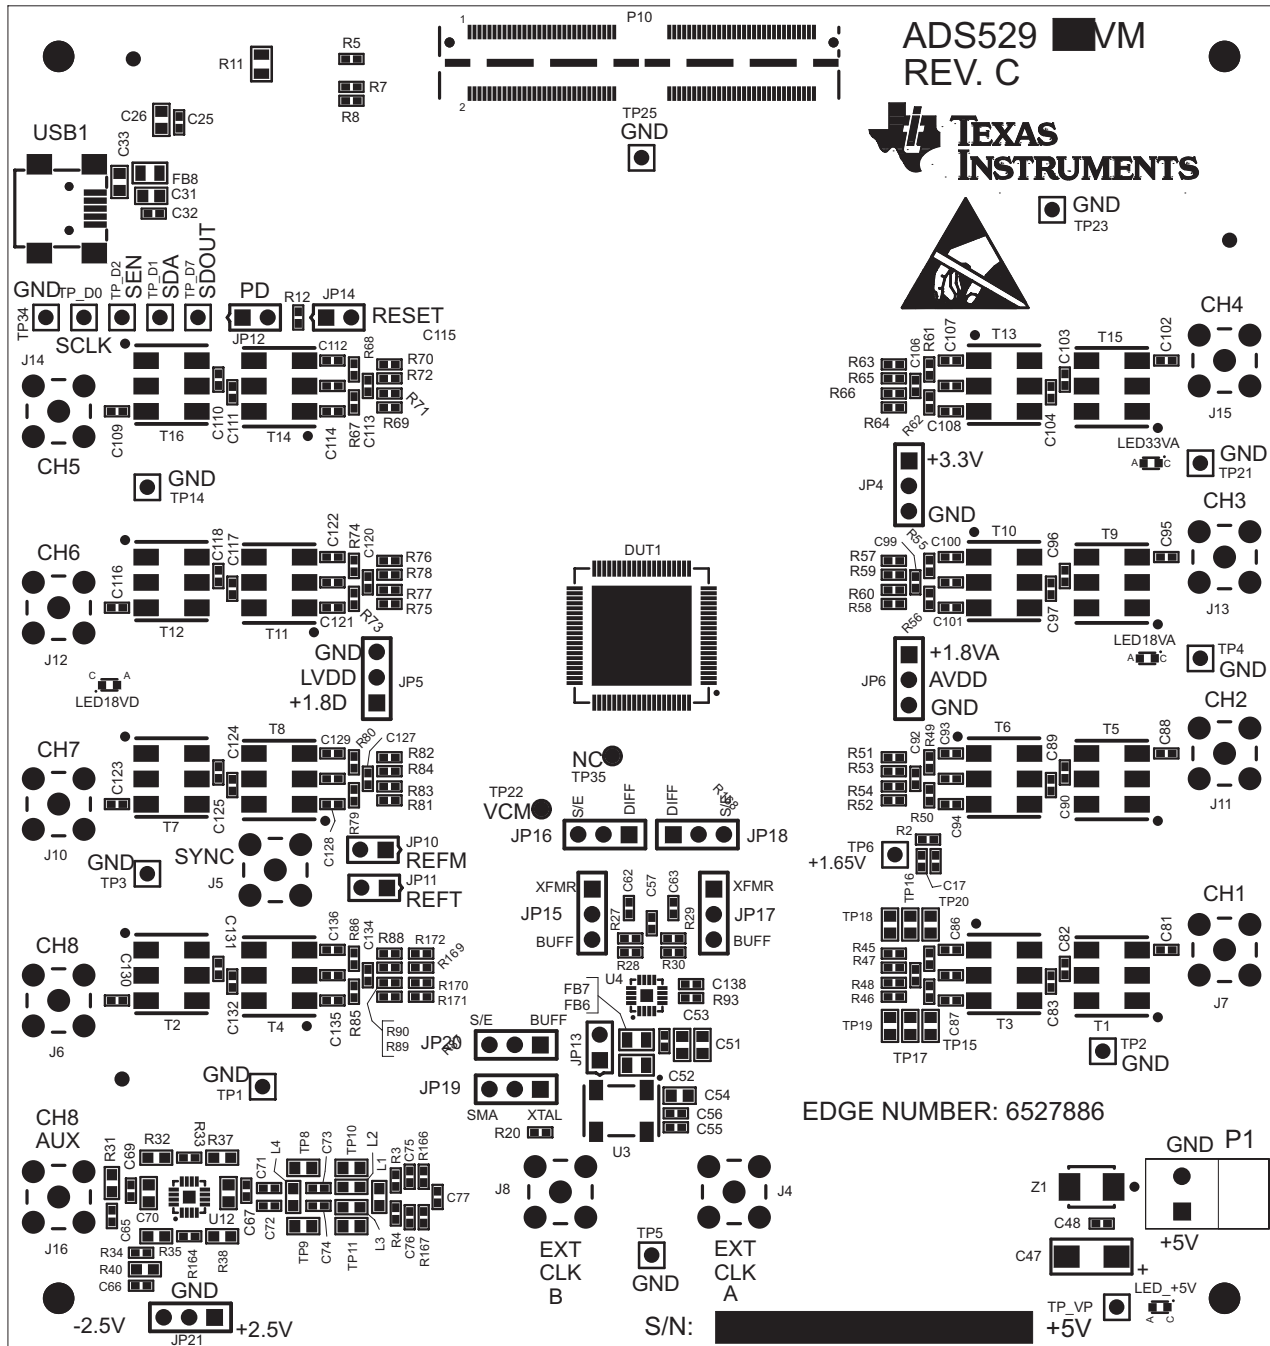 1
P10
2
TP25
GND
ADS529 VM
REV. C
TEXAS
INSTRUMENTS
R11
R5
R7
R8
C26
C25
USB1
C33
FB8
C31
C32
GND
TP23
GND
TP34
TP_D0
SCLK
TP_D2
SEN
TP_D1
SDA
TP_D7
SDOUT
PD
JP12
R12
JP14
RESET
C115
J14
CH5
C109
T16
C110
C111
T14
C112
R68
C114
R67
C113
R70
R72
R71
R69
GND
TP14
R63
R65
R66
R64
C106
R61
C107
R62
C108
T13
C103
C104
T15
C102
CH4
J15
LED33VA
A
C
GND
TP21
+3.3V
JP4
GND
CH6
J12
C116
T12
C118
C117
T11
C122
R74
C120
C121
R73
R76
R78
R77
R75
C
A
LED18VD
GND
LVDD
+1.8D
JP5
DUT1
C99
R55
C100
R57
R59
R60
R58
R56
C101
T10
C96
C97
T9
C95
CH3
J13
LED18VA
A
C
TP4
GND
+1.8VA
AVDD
GND
JP6
CH7
J10
C123
T7
C124
C125
T8
C129
R80
C127
R79
C128
R82
R84
R83
R81
NC
TP35
TP22
VCM
R51
R53
R54
R52
C92
R49
C93
R50
C94
T6
C89
C90
T5
C88
CH2
J11
JP16
S/E
DIFF
DIFF
S/E
R168
JP18
R2
TP6
+1.65V
TP16
C17
TP20
GND
TP3
SYNC
J5
JP10
REFM
JP11
REFT
XFMR
JP15
BUFF
C62
C57
C63
R27
R29
R28
R30
XFMR
JP17
BUFF
CH8
J6
C130
T2
C131
C132
T4
C136
R86
C134
C135
R85
R88
R172
R169
R170
R171
R90
R89
U4
C138
R93
FB7
FB6
C53
C51
JP13
TP18
R45
R47
R48
R46
TP19
TP17
TP15
C86
C87
T3
C82
C83
T1
C81
CH1
J7
TP2
GND
S/E
BUFF
JP20
JP19
SMA
XTAL
R20
C52
C54
C56
C55
U3
GND
TP1
EDGE NUMBER: 6527886
CH8
AUX
J16
R31
C69
R32
R33
R37
C65
C70
U12
C67
R34
R35
R164
R38
R40
C66
C71
C72
L4
TP8
C73
TP10
L2
L1
R3
C75
R166
TP9
C74
TP11
L3
R4
C76
R167
C77
J8
EXT
CLK
B
TP5
GND
J4
EXT
CLK
A
GND
P1
Z1
C48
+5V
C47
+
GND
-2.5V
JP21
+2.5V
S/N:
TP_VP
+5V
LED_+5V
A
C